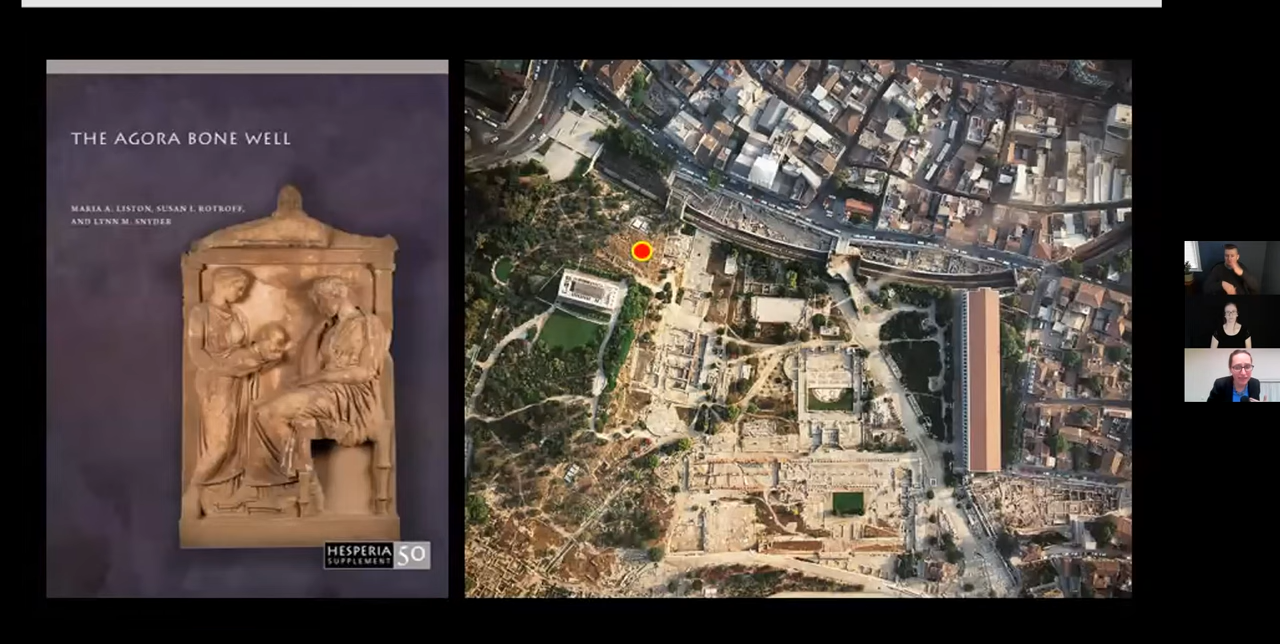 THE AGORA BONE WELL
MARIA A. LISTON, SUSAN I. ROTROFF,
AND LYNN M. SNYDER
HESPERIA
SUPPLEMENT
50